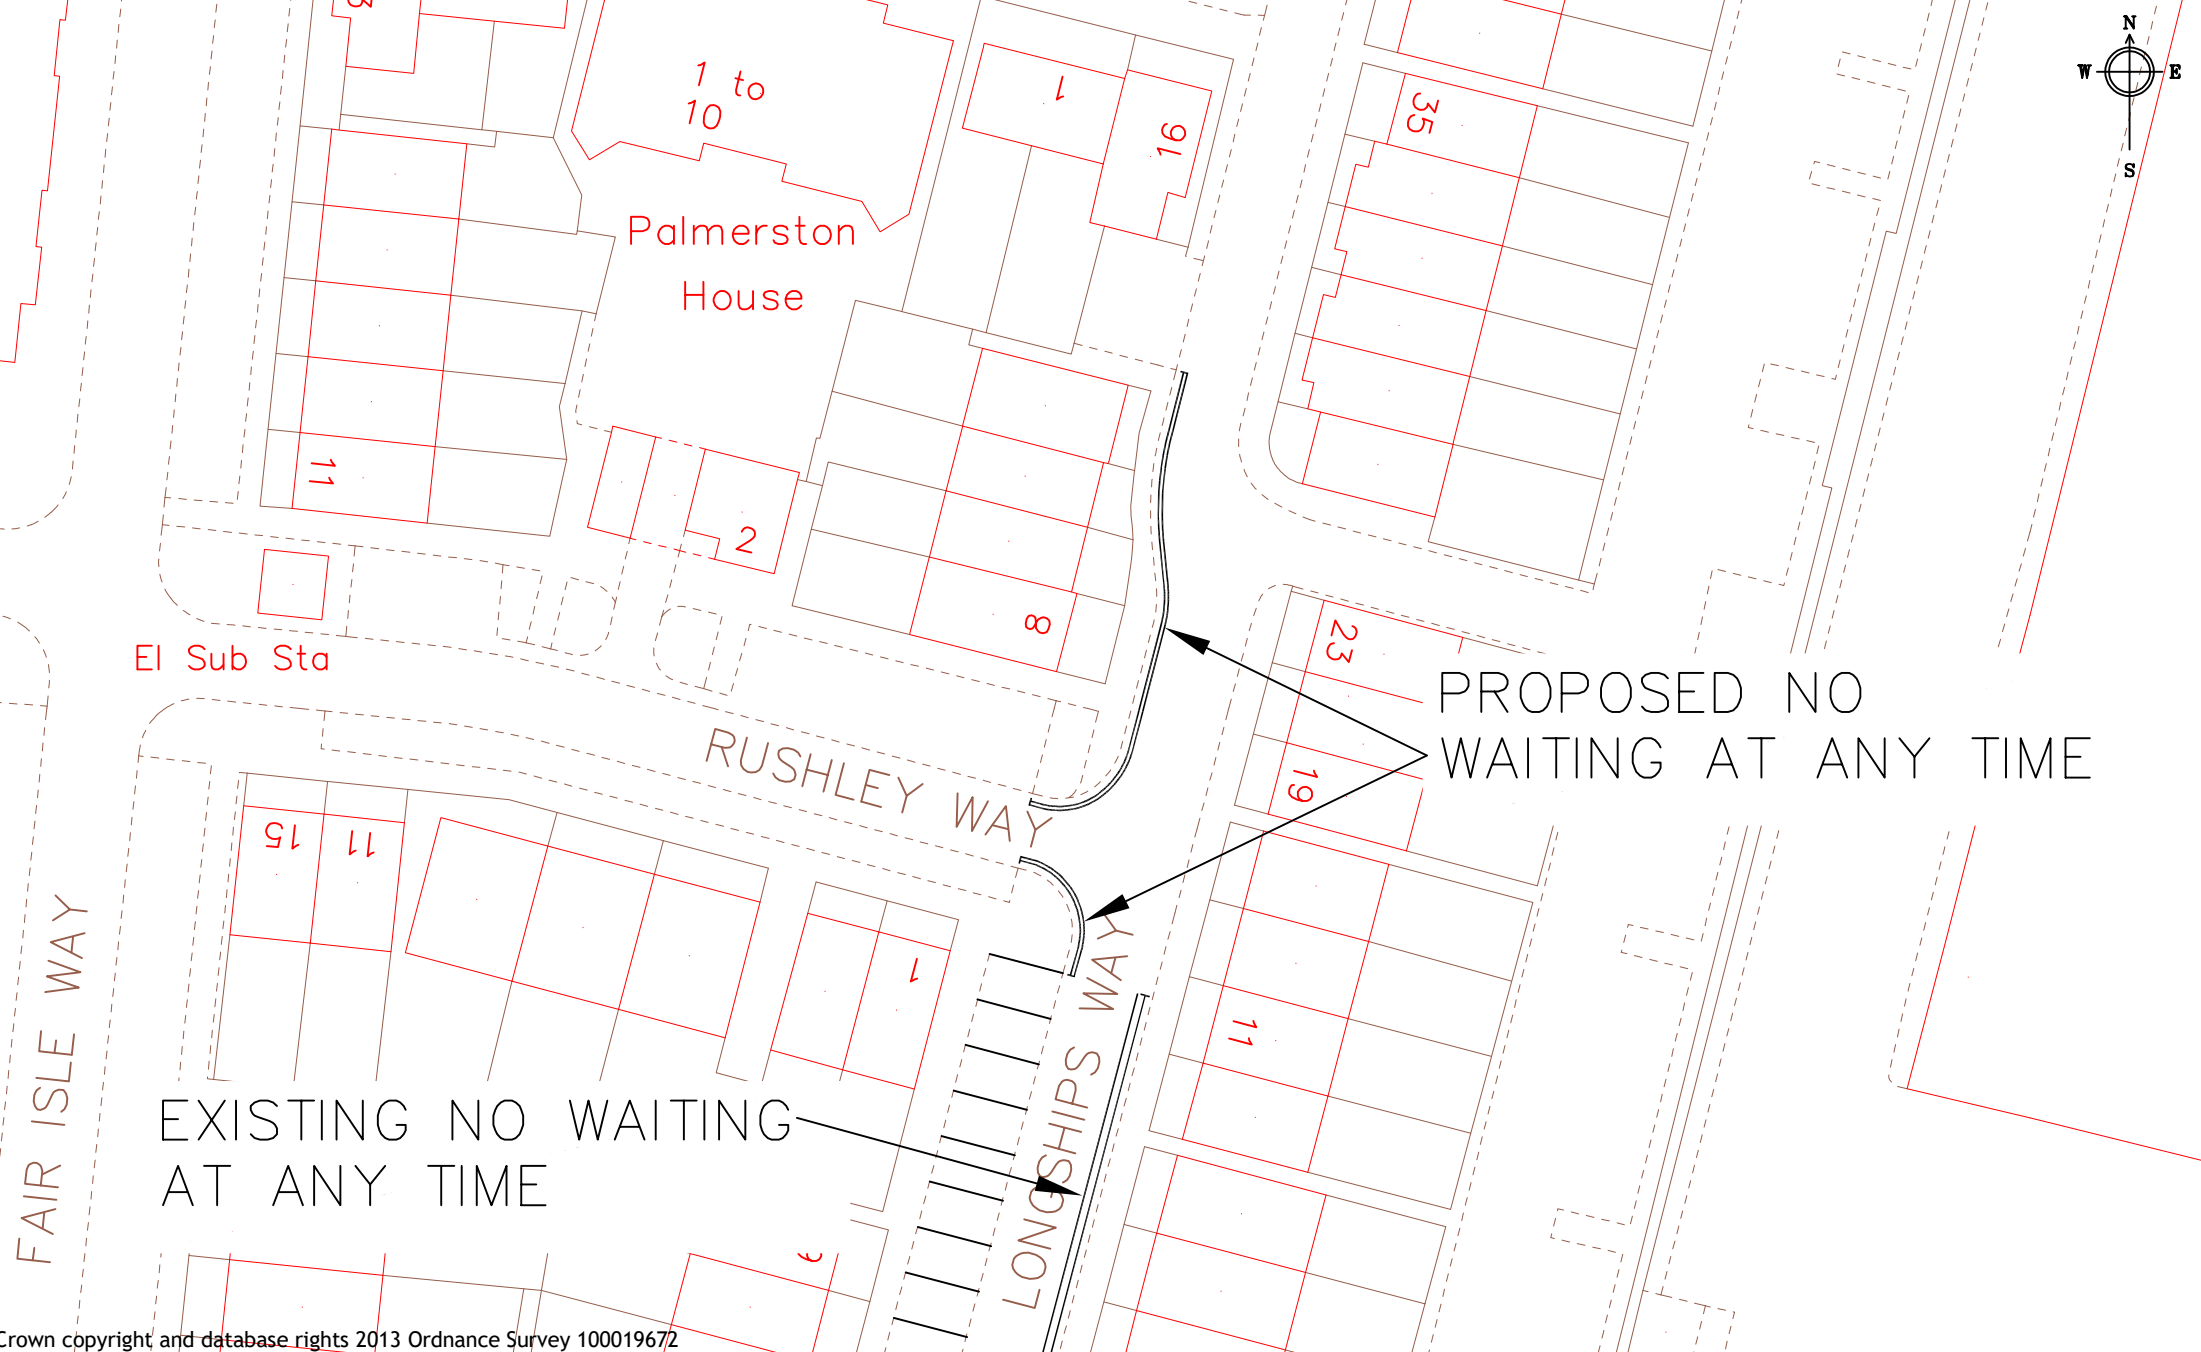 N
W E
S
3
1 to
10
1
16
35
Palmerston
House
11
2
8
El Sub Sta
23
PROPOSED NO
WAITING AT ANY TIME
RUSHLEY WAY
19
15
11
1
FAIR ISLE WAY
LONGSHIPS WAY
11
EXISTING NO WAITING
AT ANY TIME
Crown copyright and database rights 2013 Ordnance Survey 100019672